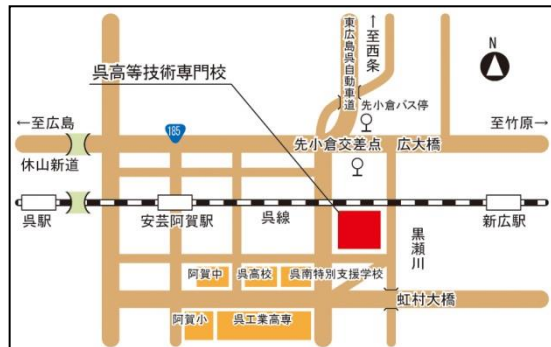 東広島呉自動車道
↑至西条
N
呉高等技術専門校
先小倉バス停
←至広島
185
先小倉交差点
広大橋
至竹原→
休山新道
呉駅
安芸阿賀駅
呉線
新広駅
黒瀬川
阿賀中
呉高校
呉南特別支援学校
虹村大橋
阿賀小
呉工業高専